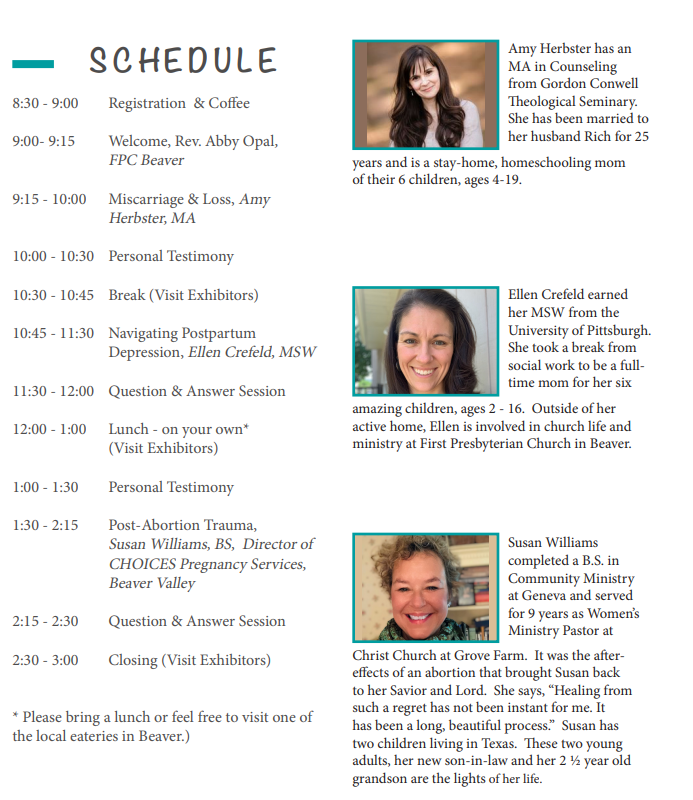 SCHEDULE
8:30 - 9:00 Registration & Coffee
9:00- 9:15 Welcome, Rev. Abby Opal,
FPC Beaver
9:15 - 10:00 Miscarriage & Loss, Amy
Herbster, MA
10:00 - 10:30 Personal Testimony
10:30 - 10:45 Break (Visit Exhibitors)
10:45 - 11:30 Navigating Postpartum
Depression, Ellen Crefeld, MSW
11:30 - 12:00 Question & Answer Session
12:00 - 1:00 Lunch - on your own*
(Visit Exhibitors)
1:00 - 1:30 Personal Testimony
1:30 - 2:15 Post-Abortion Trauma,
Susan Williams, BS, Director of
CHOICES Pregnancy Services,
Beaver Valley
2:15 - 2:30 Question & Answer Session
2:30 - 3:00 Closing (Visit Exhibitors)
* Please bring a lunch or feel free to visit one of
the local eateries in Beaver.)
Amy Herbster has an
MA in Counseling
from Gordon Conwell
Theological Seminary.
She has been married to
her husband Rich for 25
years and is a stay-home, homeschooling mom
of their 6 children, ages 4-19.
Ellen Crefeld earned
her MSW from the
University of Pittsburgh.
She took a break from
social work to be a full-
time mom for her six
amazing children, ages 2 - 16. Outside of her
active home, Ellen is involved in church life and
ministry at First Presbyterian Church in Beaver.
Susan Williams
completed a B.S. in
Community Ministry
at Geneva and served
for 9 years as Women's
Ministry Pastor at
Christ Church at Grove Farm. It was the after-
effects of an abortion that brought Susan back
to her Savior and Lord. She says, "Healing from
such a regret has not been instant for me. It
has been a long, beautiful process." Susan has
two children living in Texas. These two young
adults, her new son-in-law and her 2 ½ year old
grandson are the lights of her life.